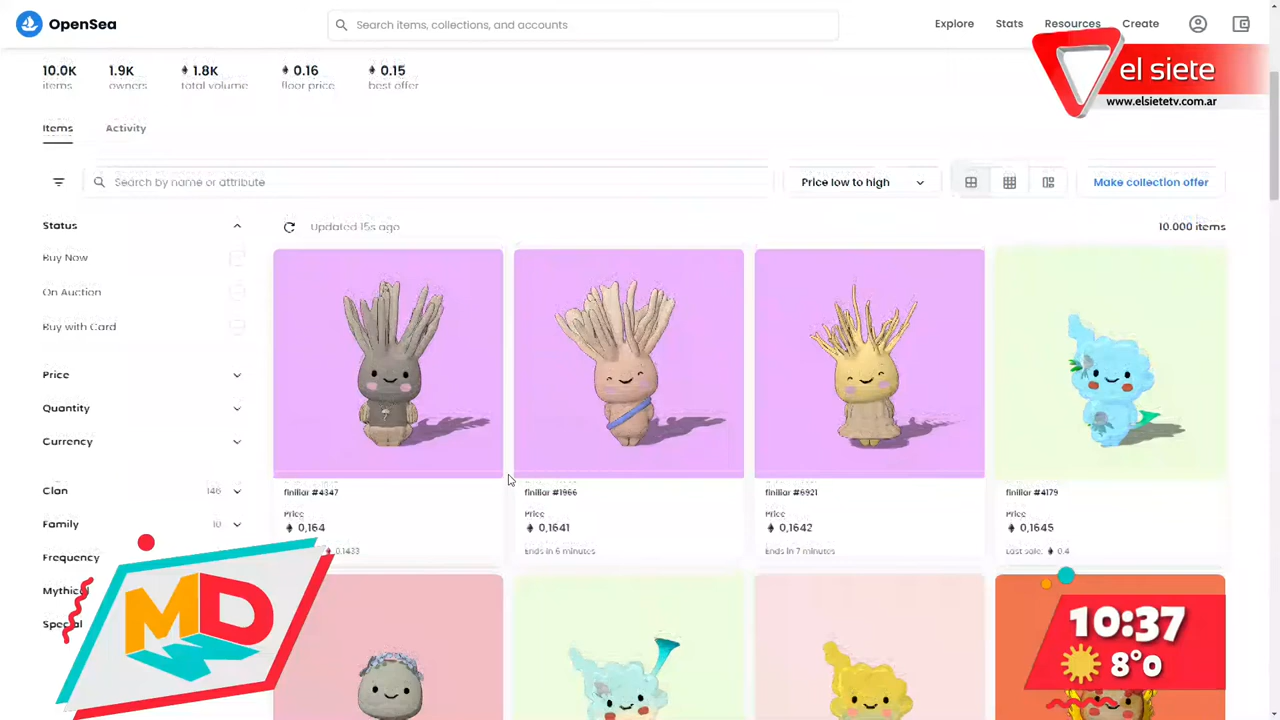 OpenSea
Search items, collections, and accounts
Explore
Stats
Resources
Create
10.0K
items
1.9K
owners
1.8K
total volume
0.16
floor price
0.15
best offer
el siete
www.elsietetv.com.ar
Items
Activity
Search by name or attribute
Price low to high
Make collection offer
Status
Buy Now
On Auction
Buy with Card
Price
Quantity
Currency
Clan 146
Family 10
Frequency
Updated 15s ago
10.000 items
finiliar #4347
Price
0,164
0.1433
finiliar #1966
Price
0,1641
Ends in 6 minutes
finiliar #6921
Price
0,1642
Ends in 7 minutes
finiliar #4179
Price
0,1645
Last sale: 0.4
MD
10:37
8°0